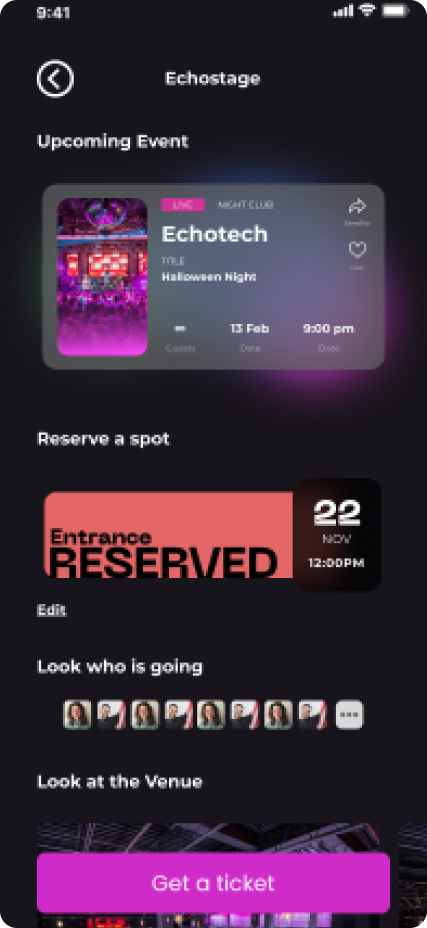 9:41
Echostage
Upcoming Event
LIVE NIGHT CLUB
Echotech
TITLE
Halloween Night
13 Feb 9:00 pm
Guests Date Date
Reserve a spot
Entrance
RESERVED
22
NOV
12:00PM
Edit
Look who is going
Look at the Venue
Get a ticket